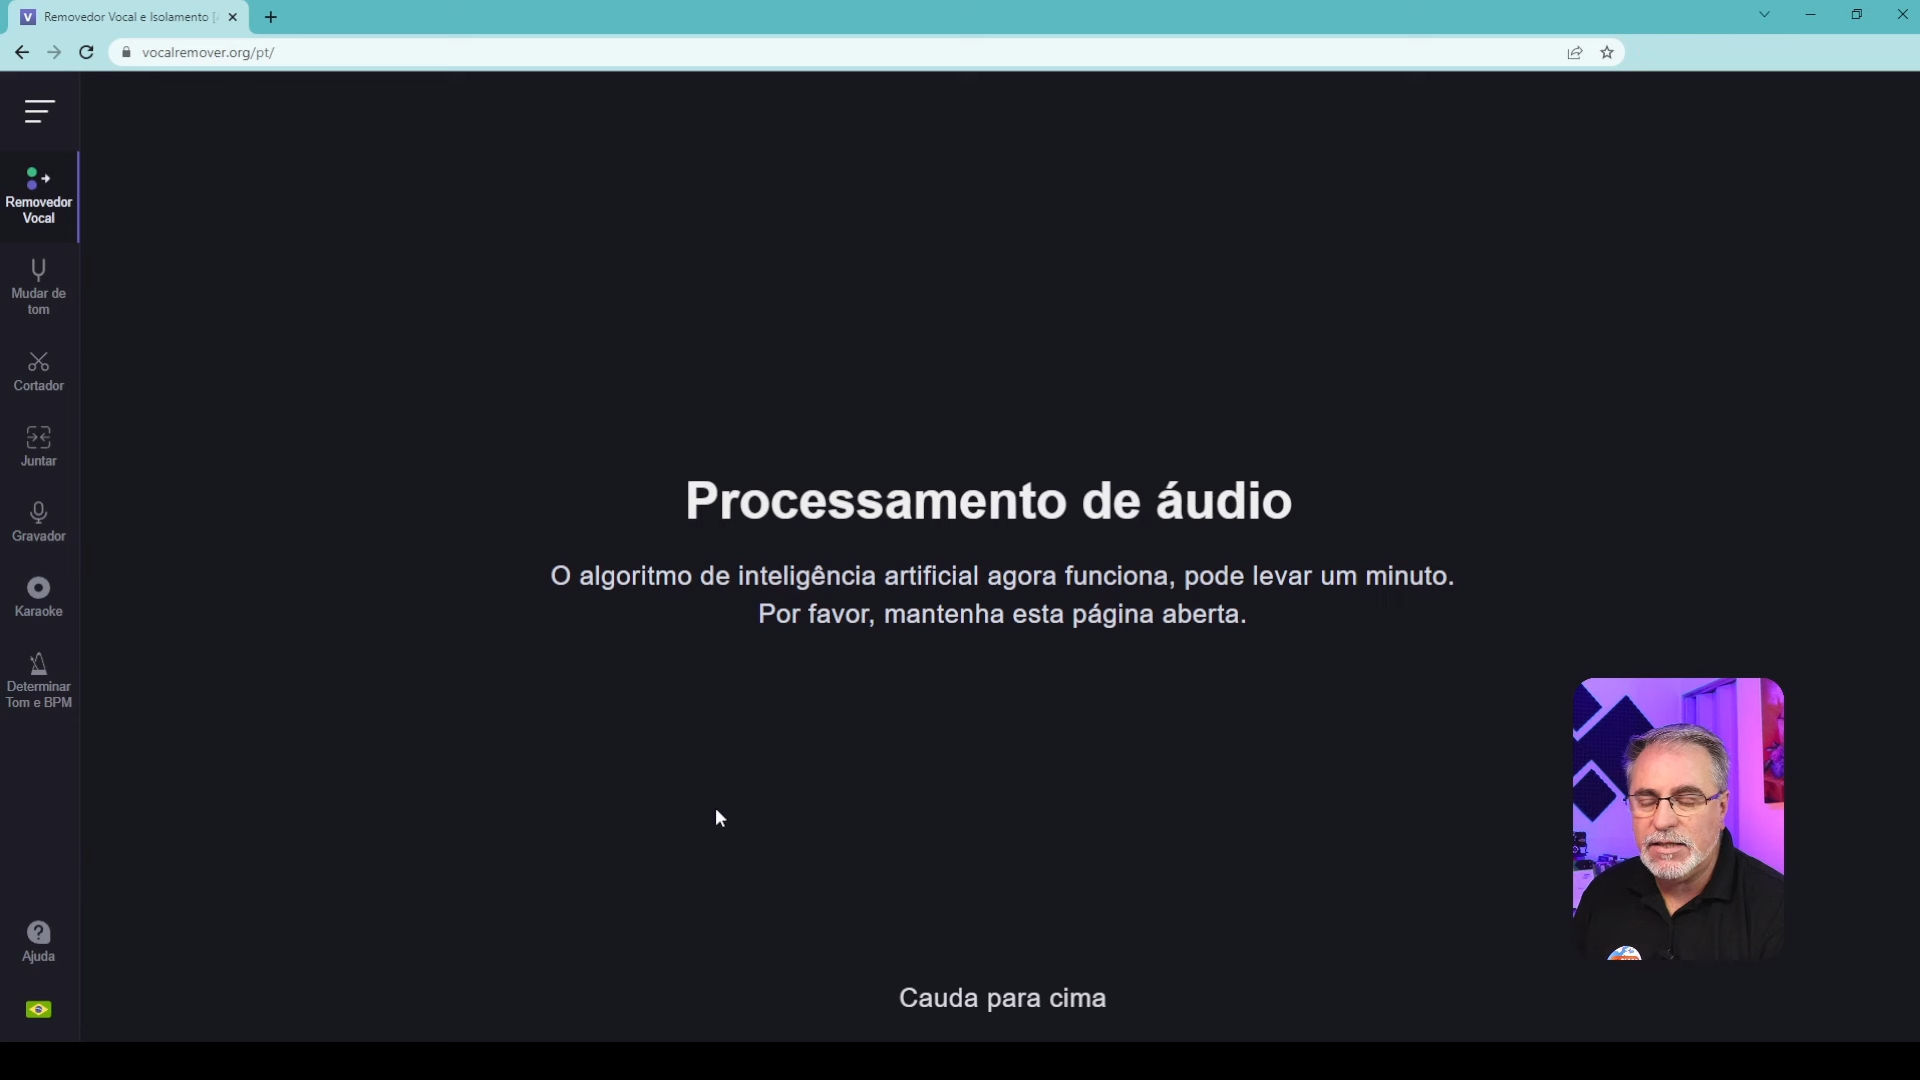 V Removedor Vocal e Isolamento [
vocalremover.org/pt/
Removedor
Vocal
Mudar de
tom
Cortador
Juntar
Gravador
Karaoke
Determinar
Tom e BPM
Ajuda
Processamento de áudio
O algoritmo de inteligência artificial agora funciona, pode levar um minuto.
Por favor, mantenha esta página aberta.
Cauda para cima